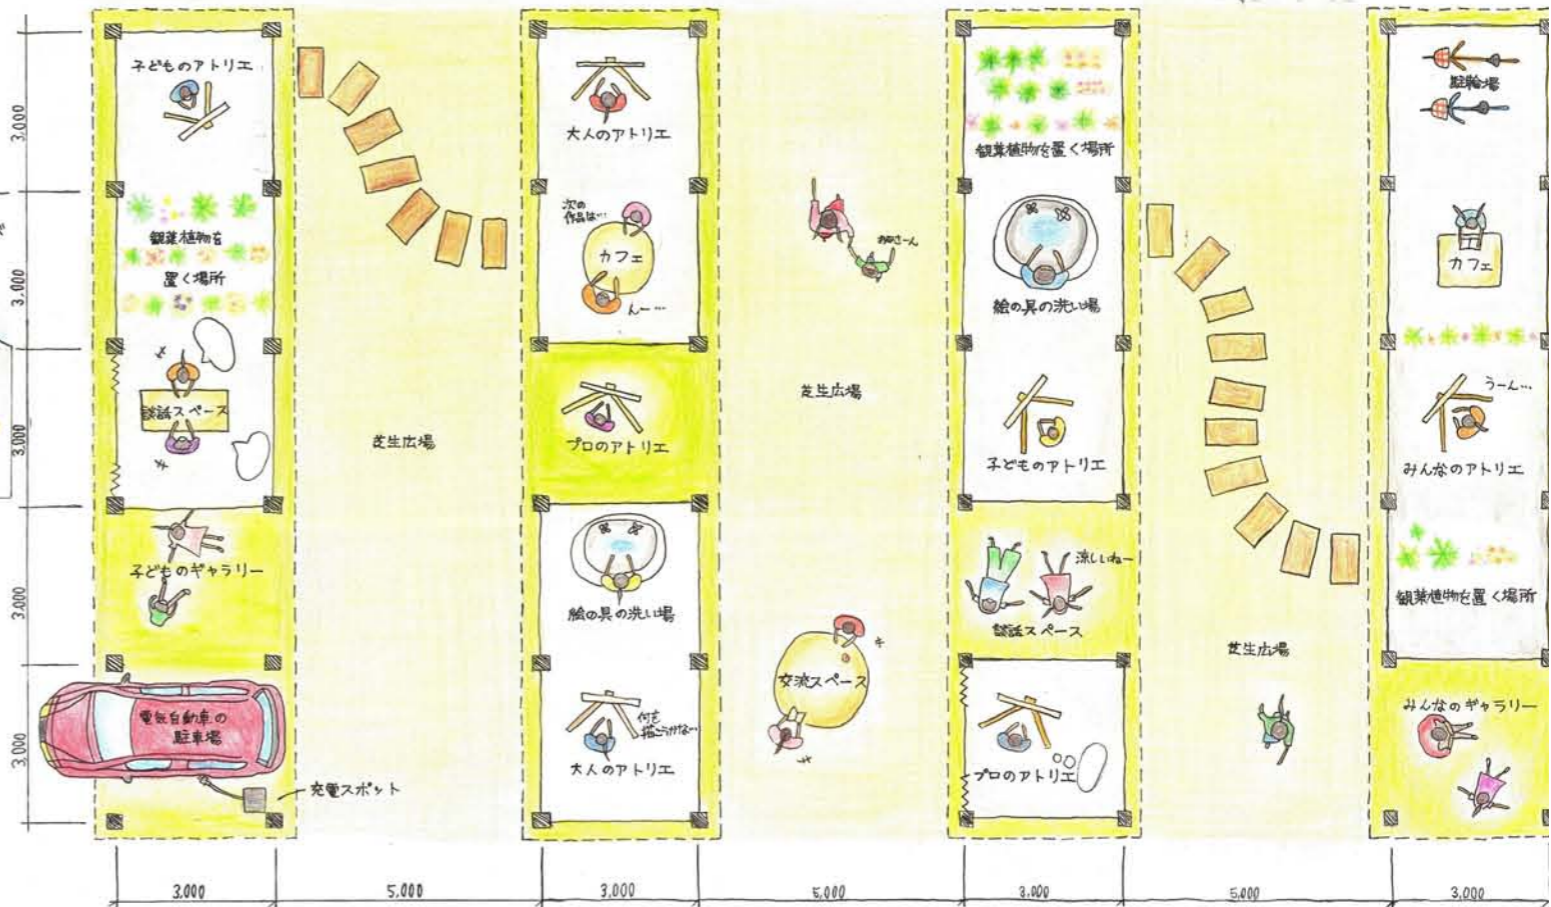 子どものアトリエ
観葉植物を
置く場所
談話スペース
子どものギャラリー
電気自動車の
駐車場
充電スポット
芝生広場
大人のアトリエ
次の
作品は…
カフェ
んー…
プロのアトリエ
絵の具の洗い場
何を
描こうかな…
大人のアトリエ
おかさーん
芝生広場
交流スペース
観葉植物を置く場所
絵の具の洗い場
子どものアトリエ
涼しいねー
談話スペース
プロのアトリエ
芝生広場
駐輪場
カフェ
うーん…
みんなのアトリエ
観葉植物を置く場所
みんなのギャラリー
3,000
3,000
3,000
3,000
3,000
3,000
5,000
3,000
5,000
3,000
5,000
3,000